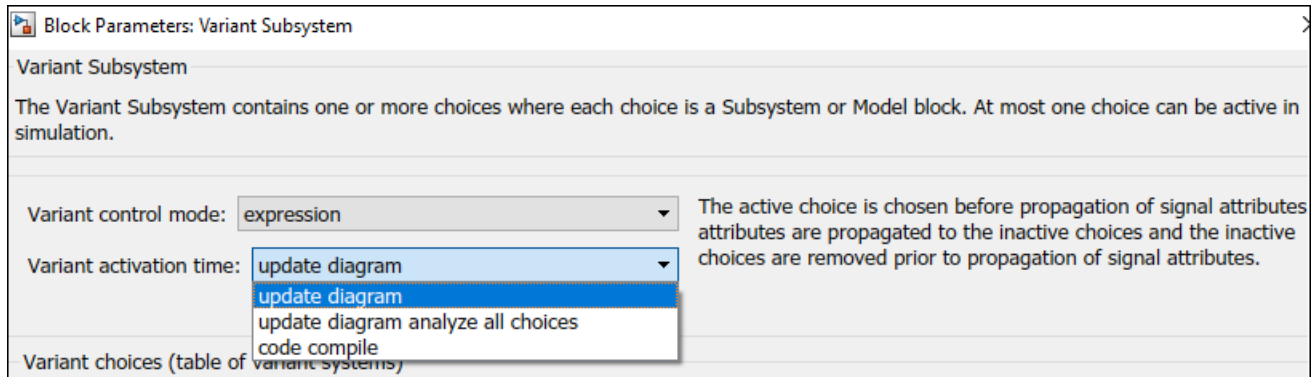 Block Parameters: Variant Subsystem
Variant Subsystem
The Variant Subsystem contains one or more choices where each choice is a Subsystem or Model block. At most one choice can be active in
simulation.
Variant control mode: expression
The active choice is chosen before propagation of signal attributes
attributes are propagated to the inactive choices and the inactive
choices are removed prior to propagation of signal attributes.
Variant activation time: update diagram
update diagram
update diagram analyze all choices
code compile
Variant choices (table of variant systems)